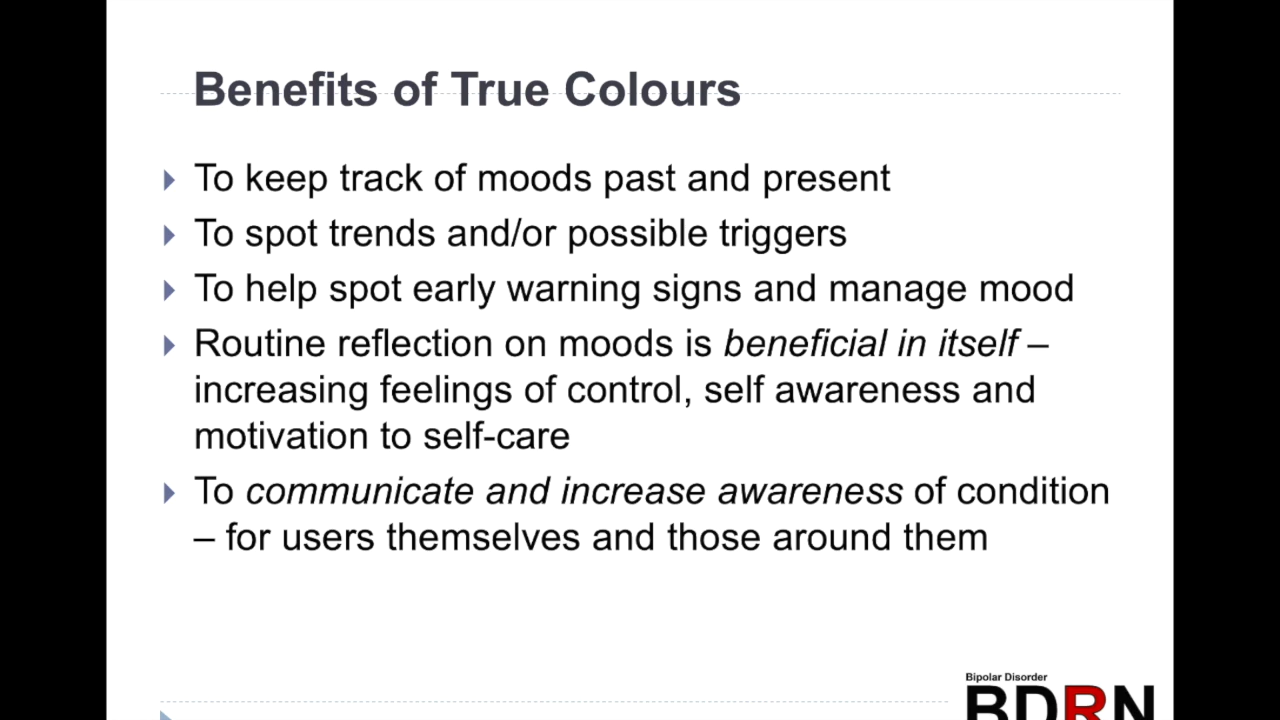 Benefits of True Colours
To keep track of moods past and present
To spot trends and/or possible triggers
To help spot early warning signs and manage mood
Routine reflection on moods is beneficial in itself –
increasing feelings of control, self awareness and
motivation to self-care
To communicate and increase awareness of condition
– for users themselves and those around them
Bipolar Disorder
BDRN